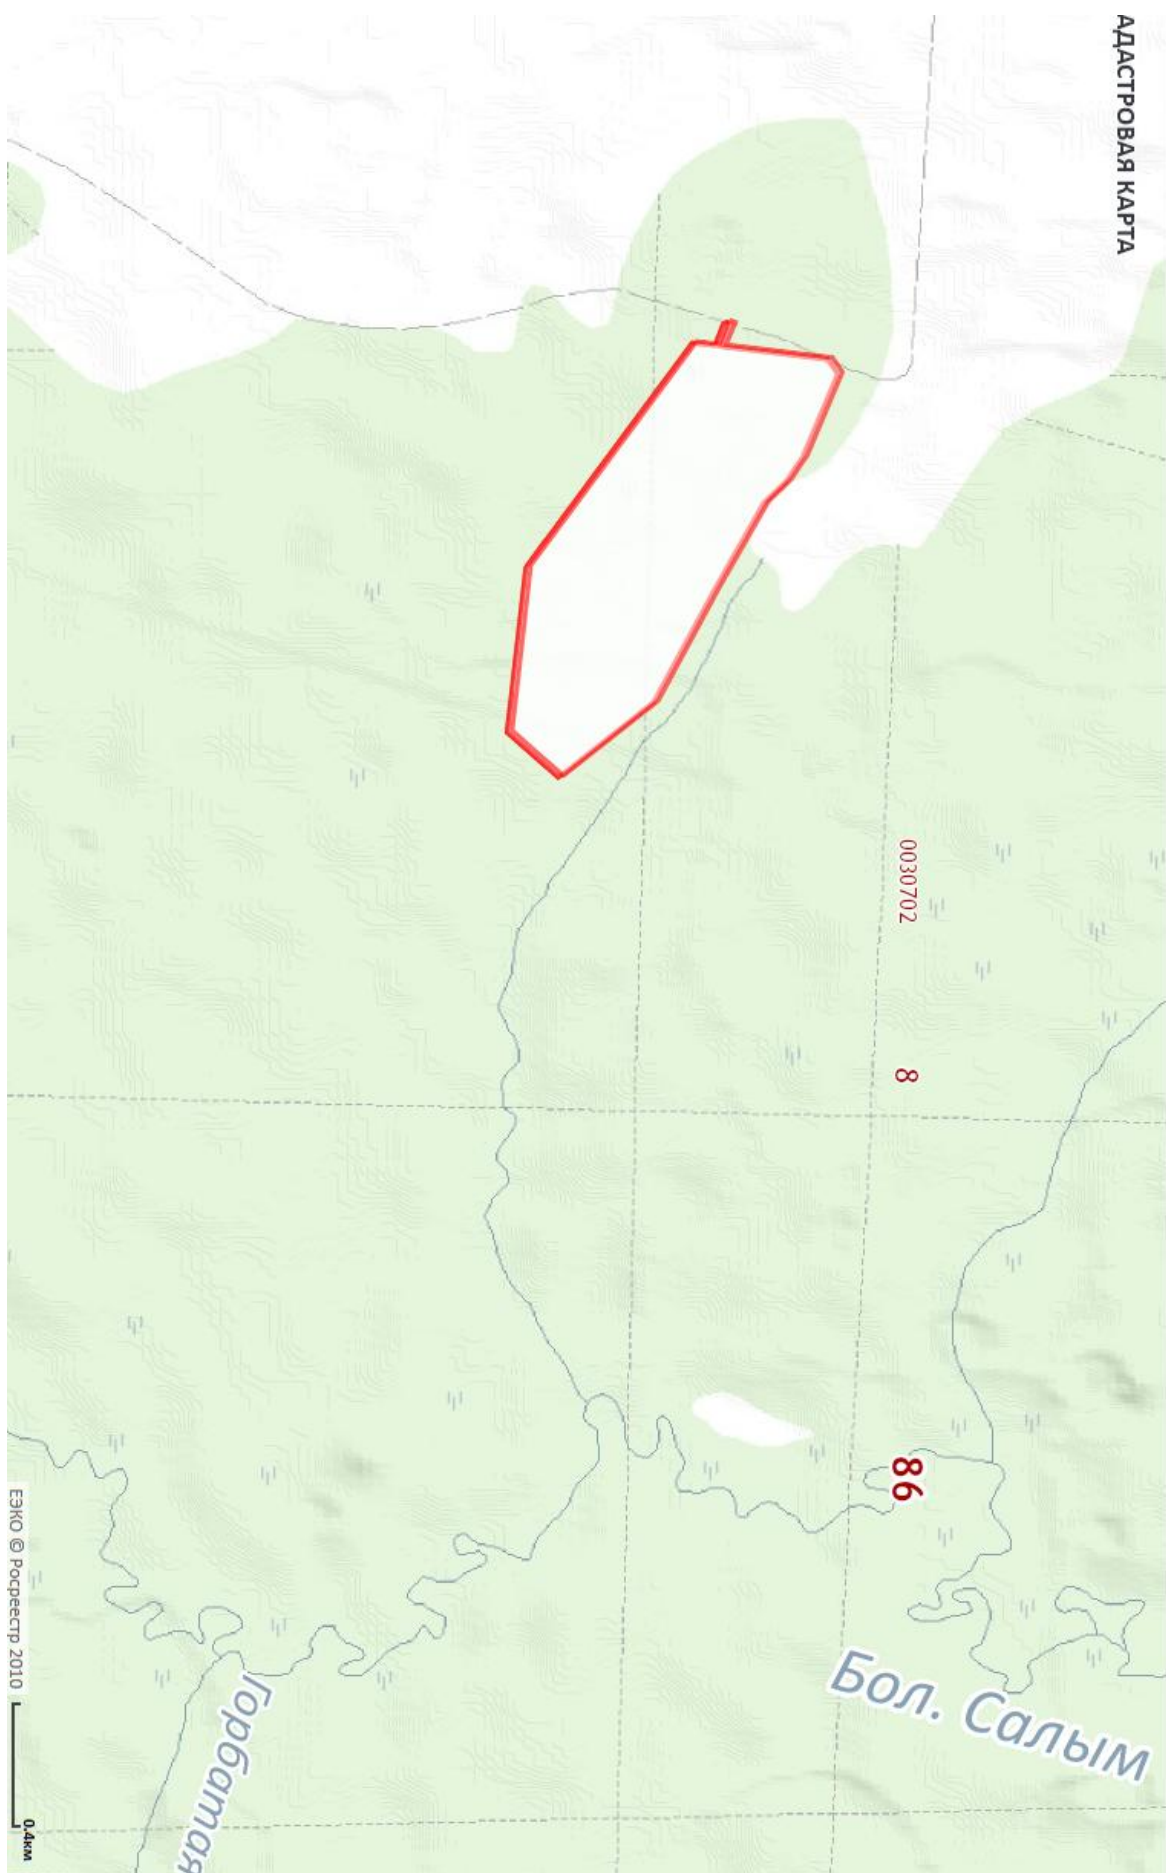 АДАСТРОВАЯ КАРТА
0030702
8
86
Бол. Салым
Горбатая
ЕЭКО © Росреестр 2010
0.4км